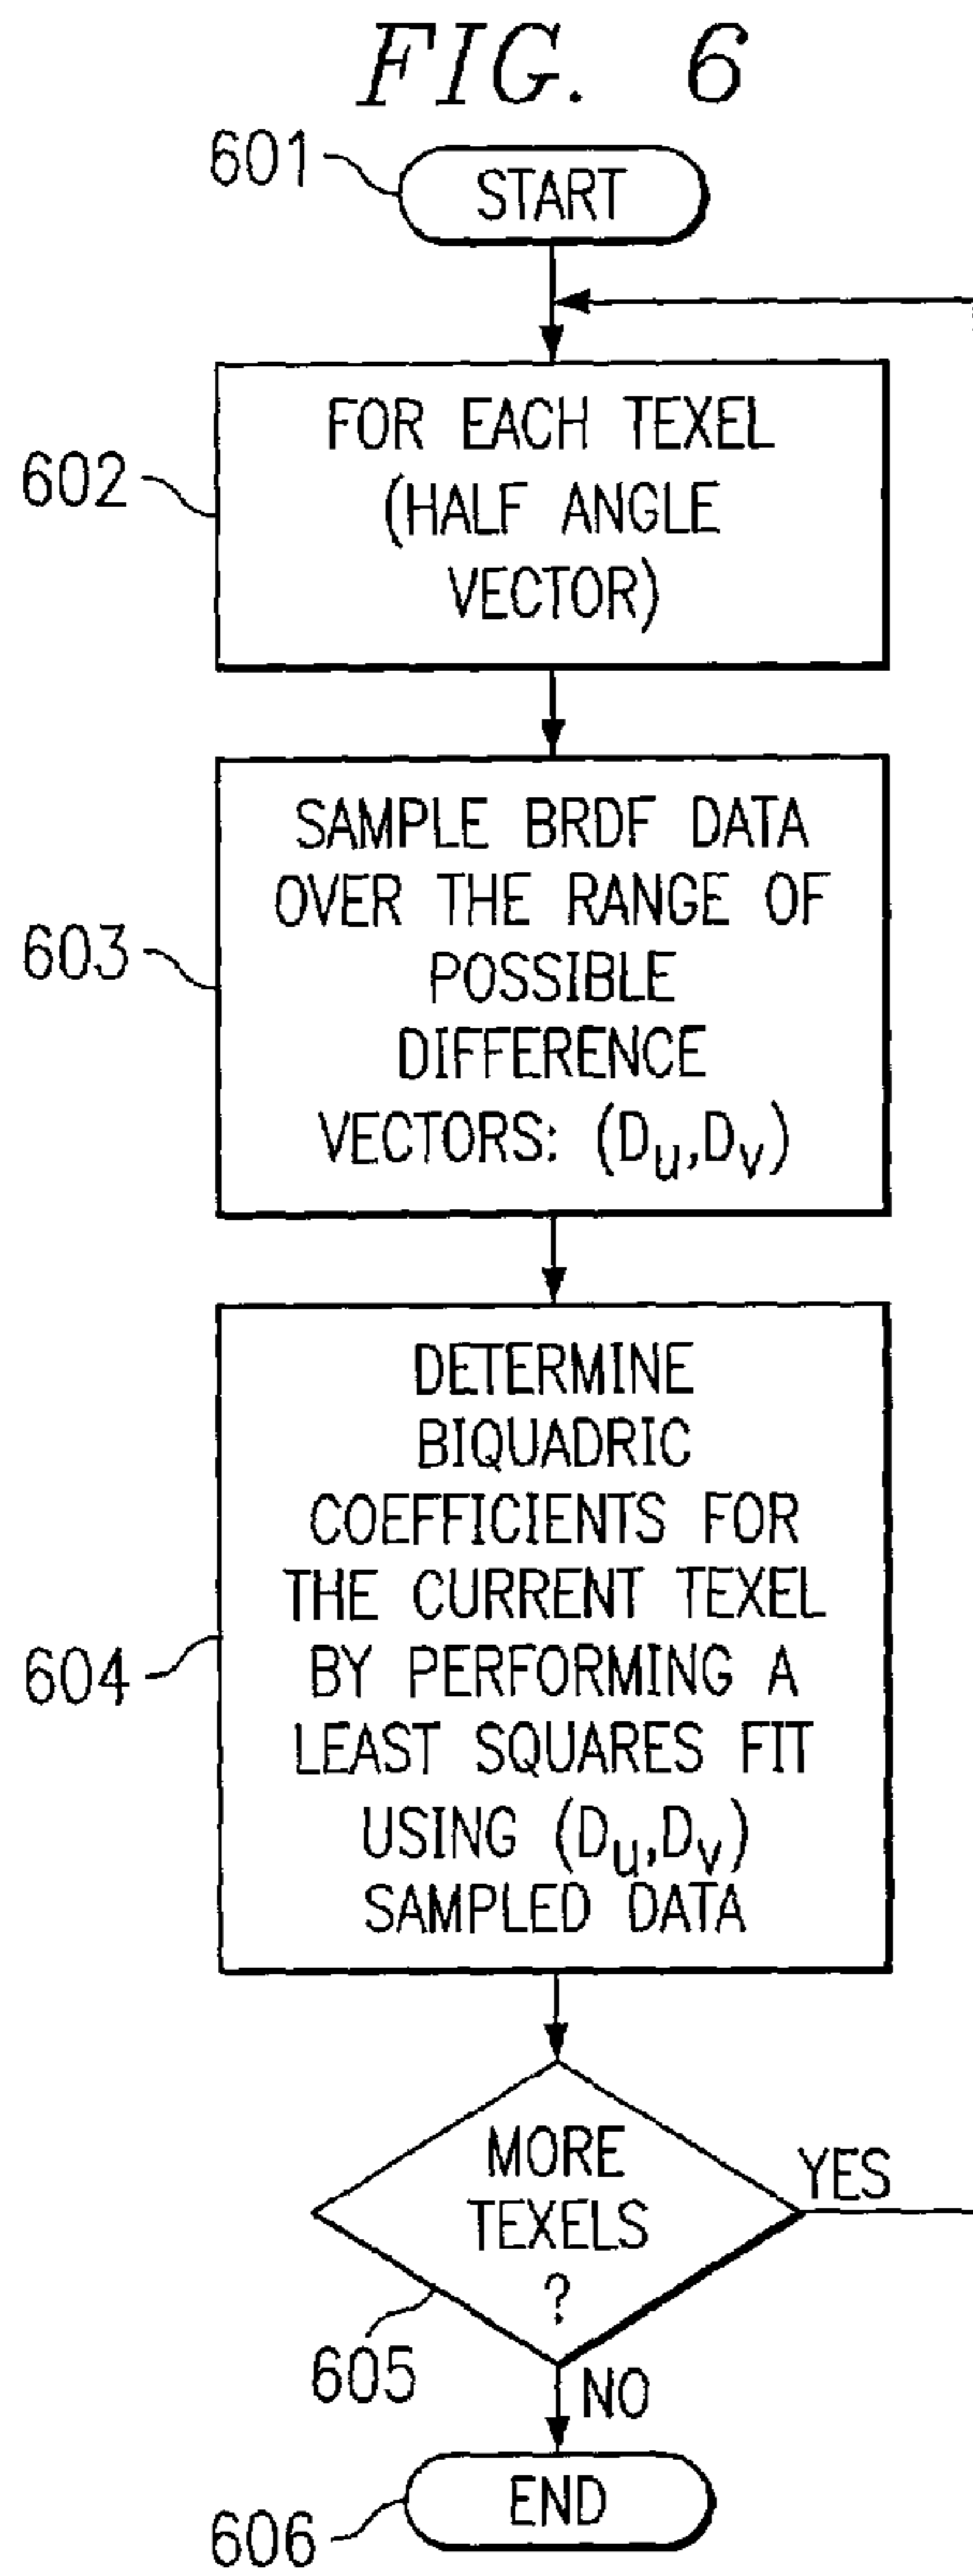 FIG. 6
601
START
602
FOR EACH TEXEL
(HALF ANGLE
VECTOR)
603
SAMPLE BRDF DATA
OVER THE RANGE OF
POSSIBLE
DIFFERENCE
VECTORS: (Du,Dv)
604
DETERMINE
BIQUADRIC
COEFFICIENTS FOR
THE CURRENT TEXEL
BY PERFORMING A
LEAST SQUARES FIT
USING (Du,Dv)
SAMPLED DATA
MORE
TEXELS
?
YES
605
NO
END
606